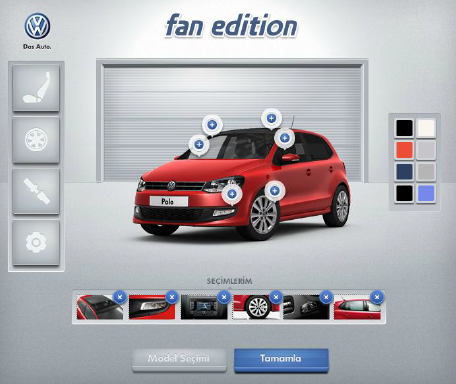 fan edition
Das Auto.
Polo
SEÇİMLERİM
Model Seçimi
Tamamla